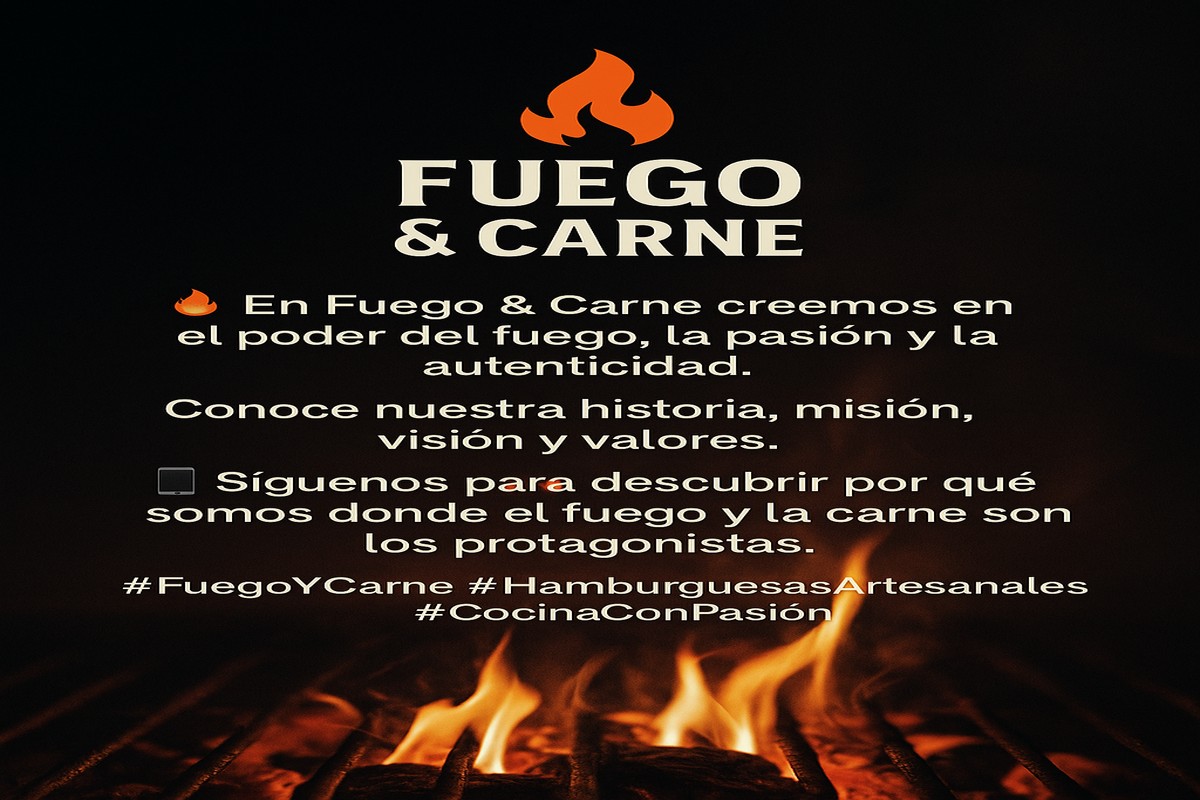 FUEGO
& CARNE
🔥 En Fuego & Carne creemos en
el poder del fuego, la pasión y la
autenticidad.
Conoce nuestra historia, misión,
visión y valores.
Síguenos para descubrir por qué
somos donde el fuego y la carne son
los protagonistas.
#FuegoYCarne #HamburguesasArtesanales
#CocinaConPasión